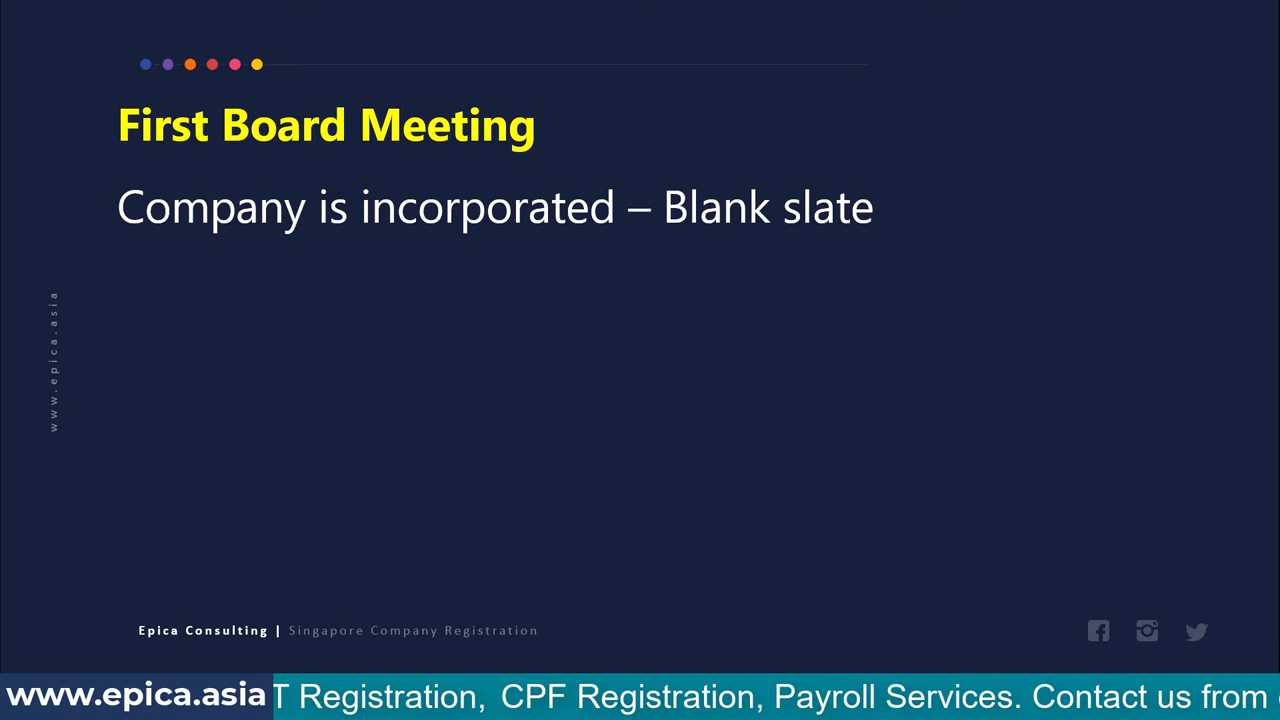 First Board Meeting
Company is incorporated – Blank slate
www.epica.asia
Epica Consulting | Singapore Company Registration
www.epica.asia T Registration, CPF Registration, Payroll Services. Contact us from